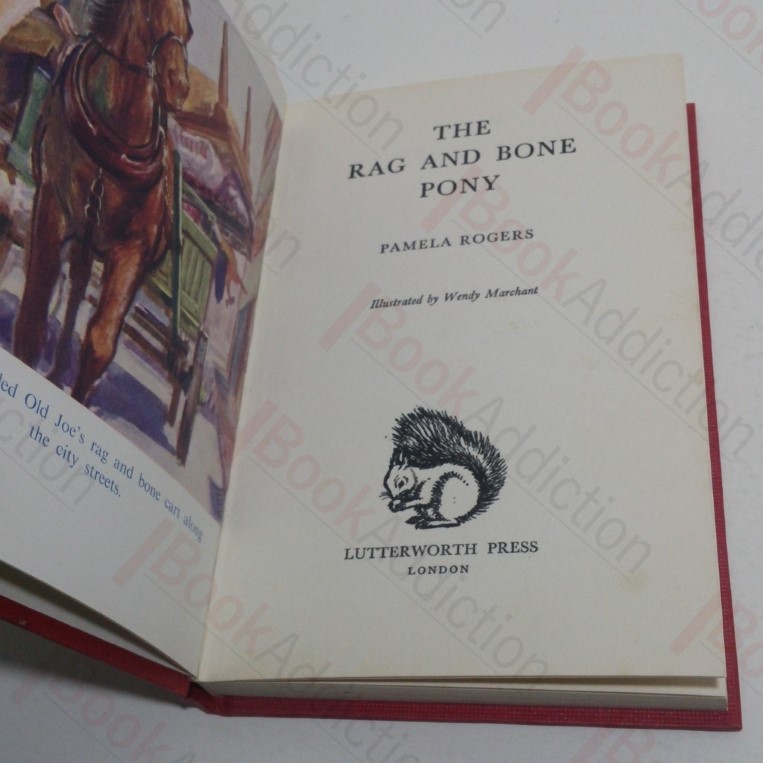 Old Joe's rag and bone cart along
the city streets.
THE
RAG AND BONE
PONY
PAMELA ROGERS
Illustrated by Wendy Marchant
LUTTERWORTH PRESS
LONDON
BookAddiction